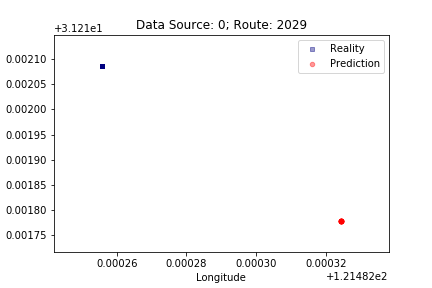 Data Source: 0; Route: 2029
+3.121e1
Reality
Prediction
0.00210
0.00205
0.00200
0.00195
0.00190
0.00185
0.00180
0.00175
0.00026 0.00028 0.00030 0.00032
Longitude
+1.21482e2